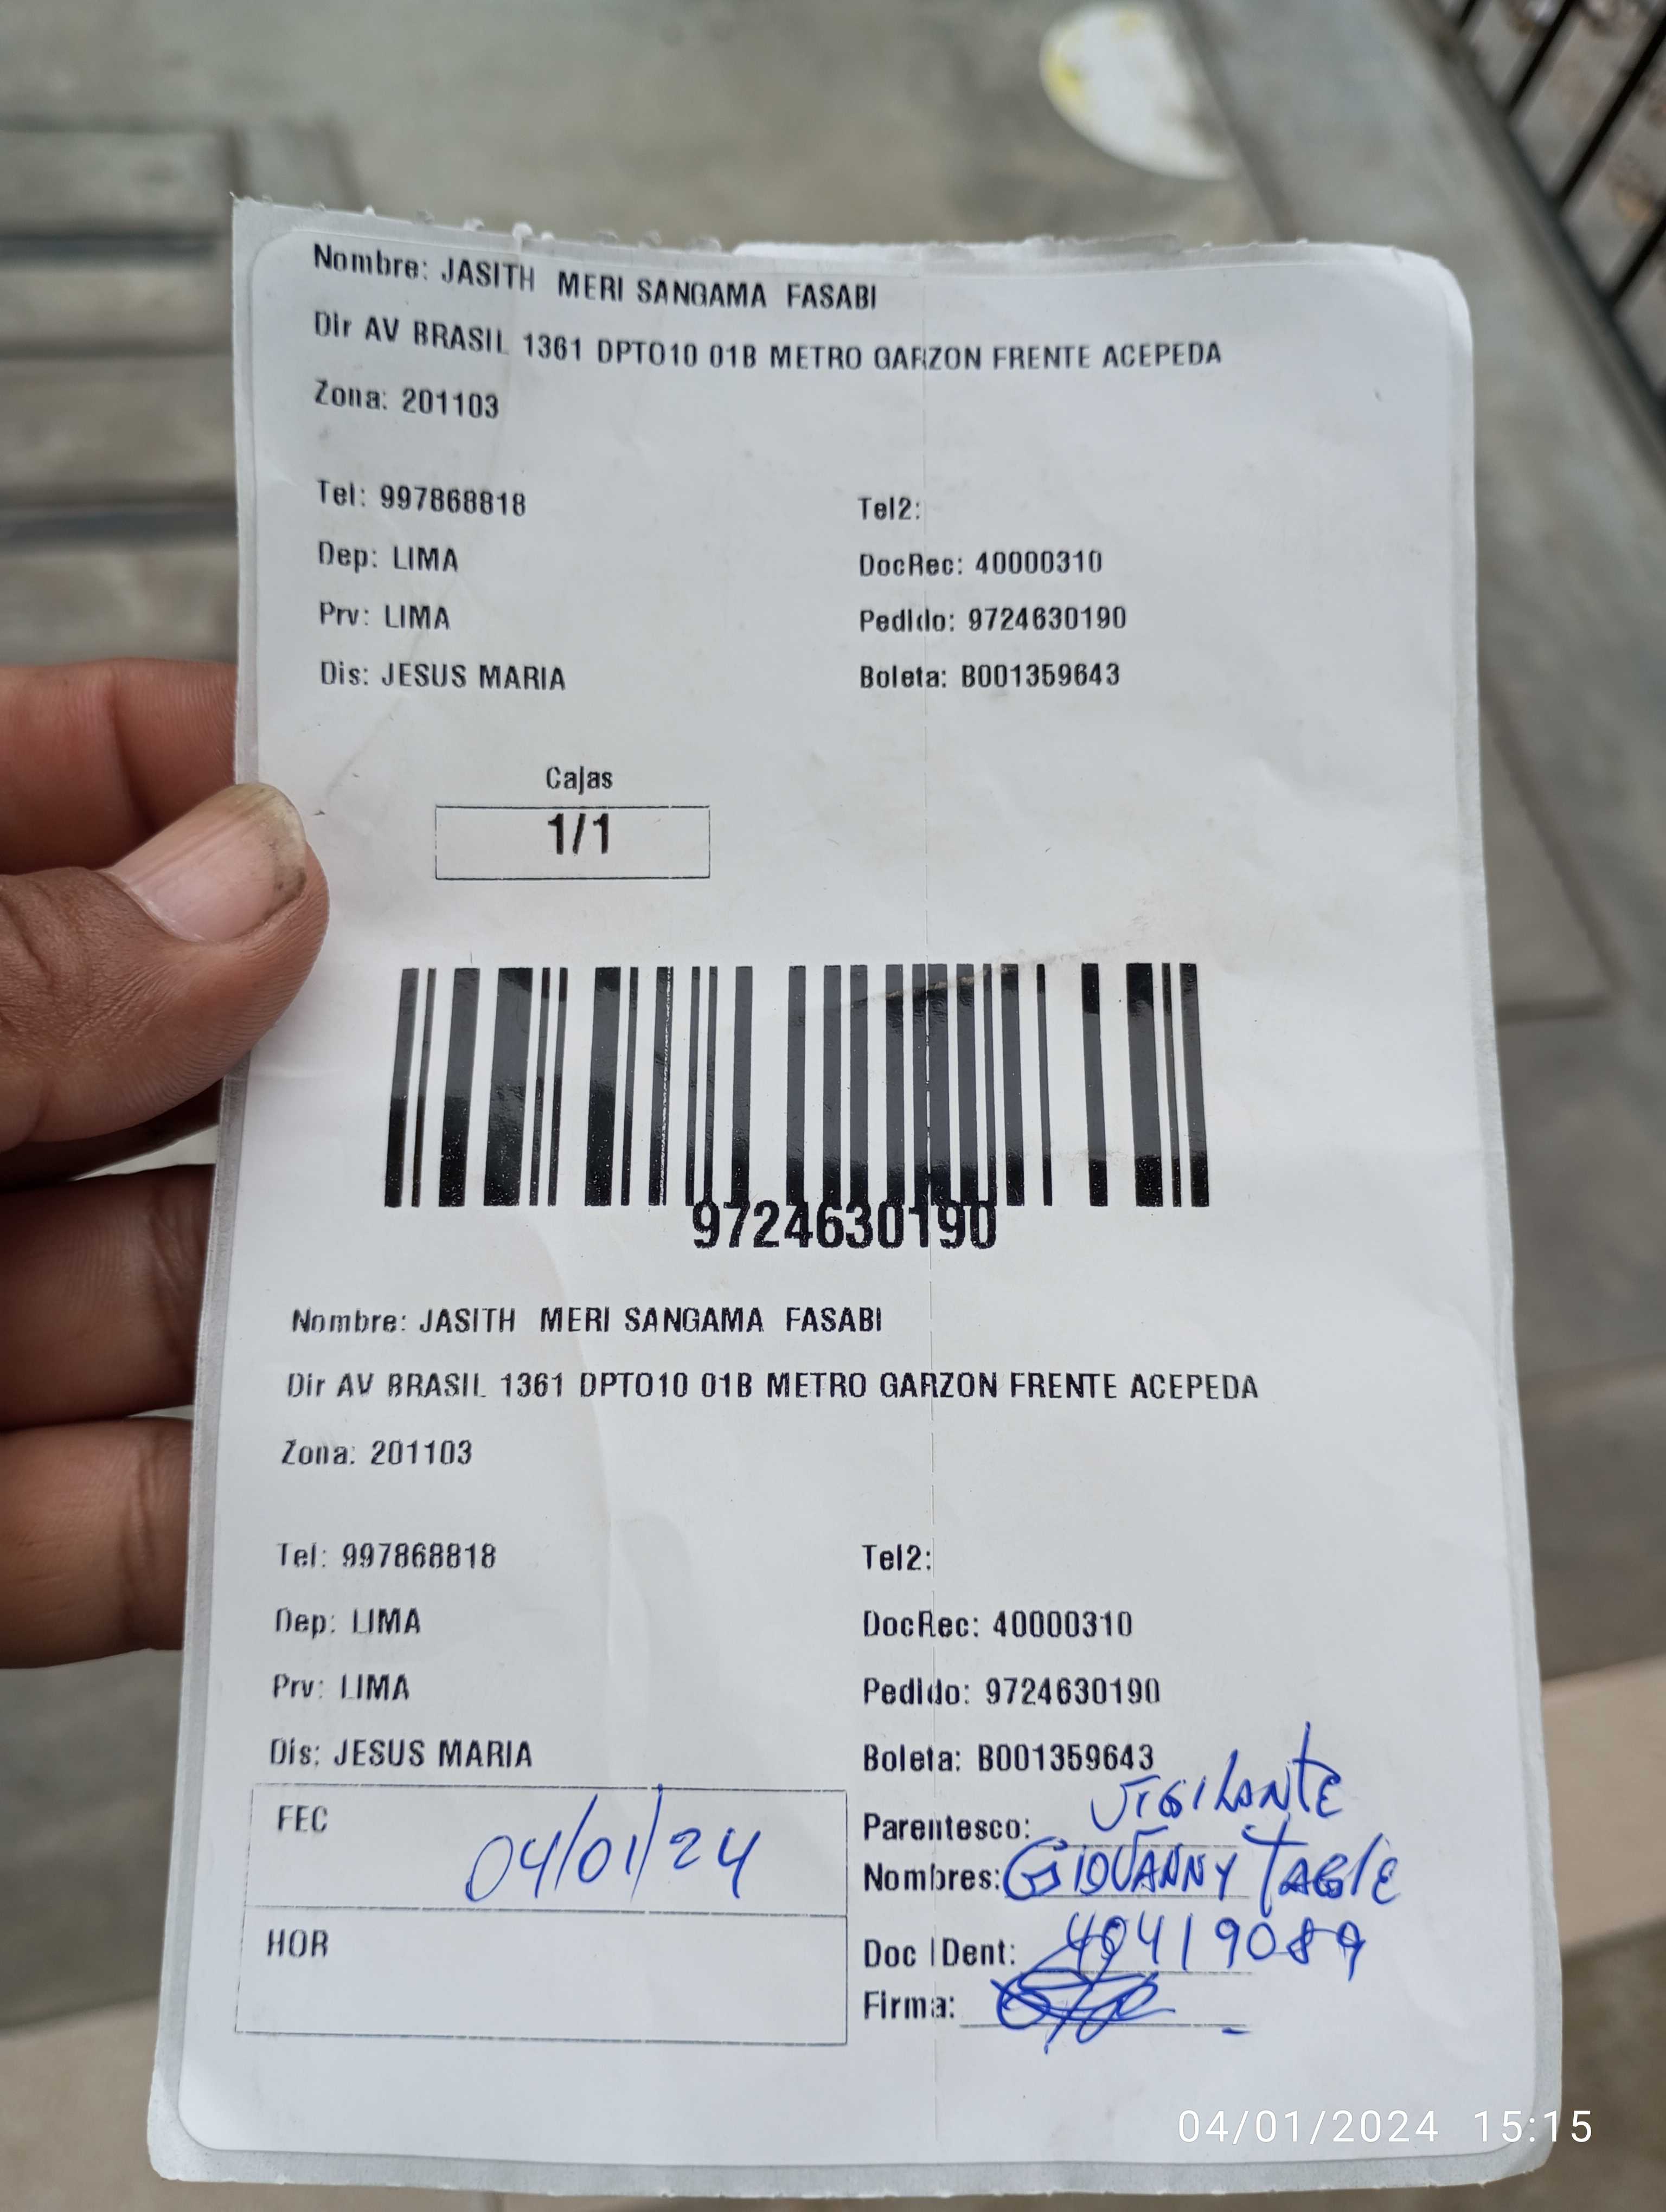 Nombre: JASITH MERI SANGAMA FASABI
Dir AV BRASIL 1361 DPTO10 01B METRO GARZON FRENTE ACEPEDA
Zona: 201103
Tel: 997868818 Tel2:
Dep: LIMA DocRec: 40000310
Prv: LIMA Pedido: 9724630190
Dis: JESUS MARIA Boleta: B001359643
Cajas
1/1
9724630190
Nombre: JASITH MERI SANGAMA FASABI
Dir AV BRASIL 1361 DPTO10 01B METRO GARZON FRENTE ACEPEDA
Zona: 201103
Tel: 997868818 Tel2:
Dep: LIMA DocRec: 40000310
Prv: LIMA Pedido: 9724630190
Dis: JESUS MARIA Boleta: B001359643
FEC 04/01/24 Parentesco: VIGILANTE
Nombres: GIOVANNY TAGLE
HOR Doc IDent: 40419089
Firma:
04/01/2024 15:15